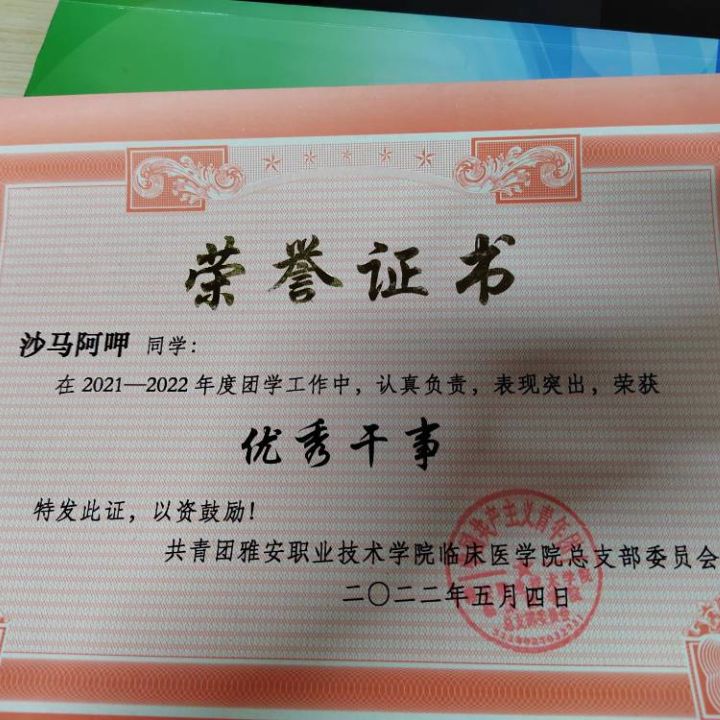 荣誉证书
沙马阿呷 同学：
在 2021—2022 年度团学工作中，认真负责，表现突出，荣获
优秀干事
特发此证，以资鼓励！
共青团雅安职业技术学院临床医学院总支部委员会
二〇二二年五月四日